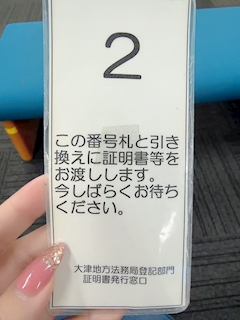 2
この番号札と引き
換えに証明書等を
お渡しします。
今しばらくお待ち
ください。
大津地方法務局登記部門
証明書発行窓口